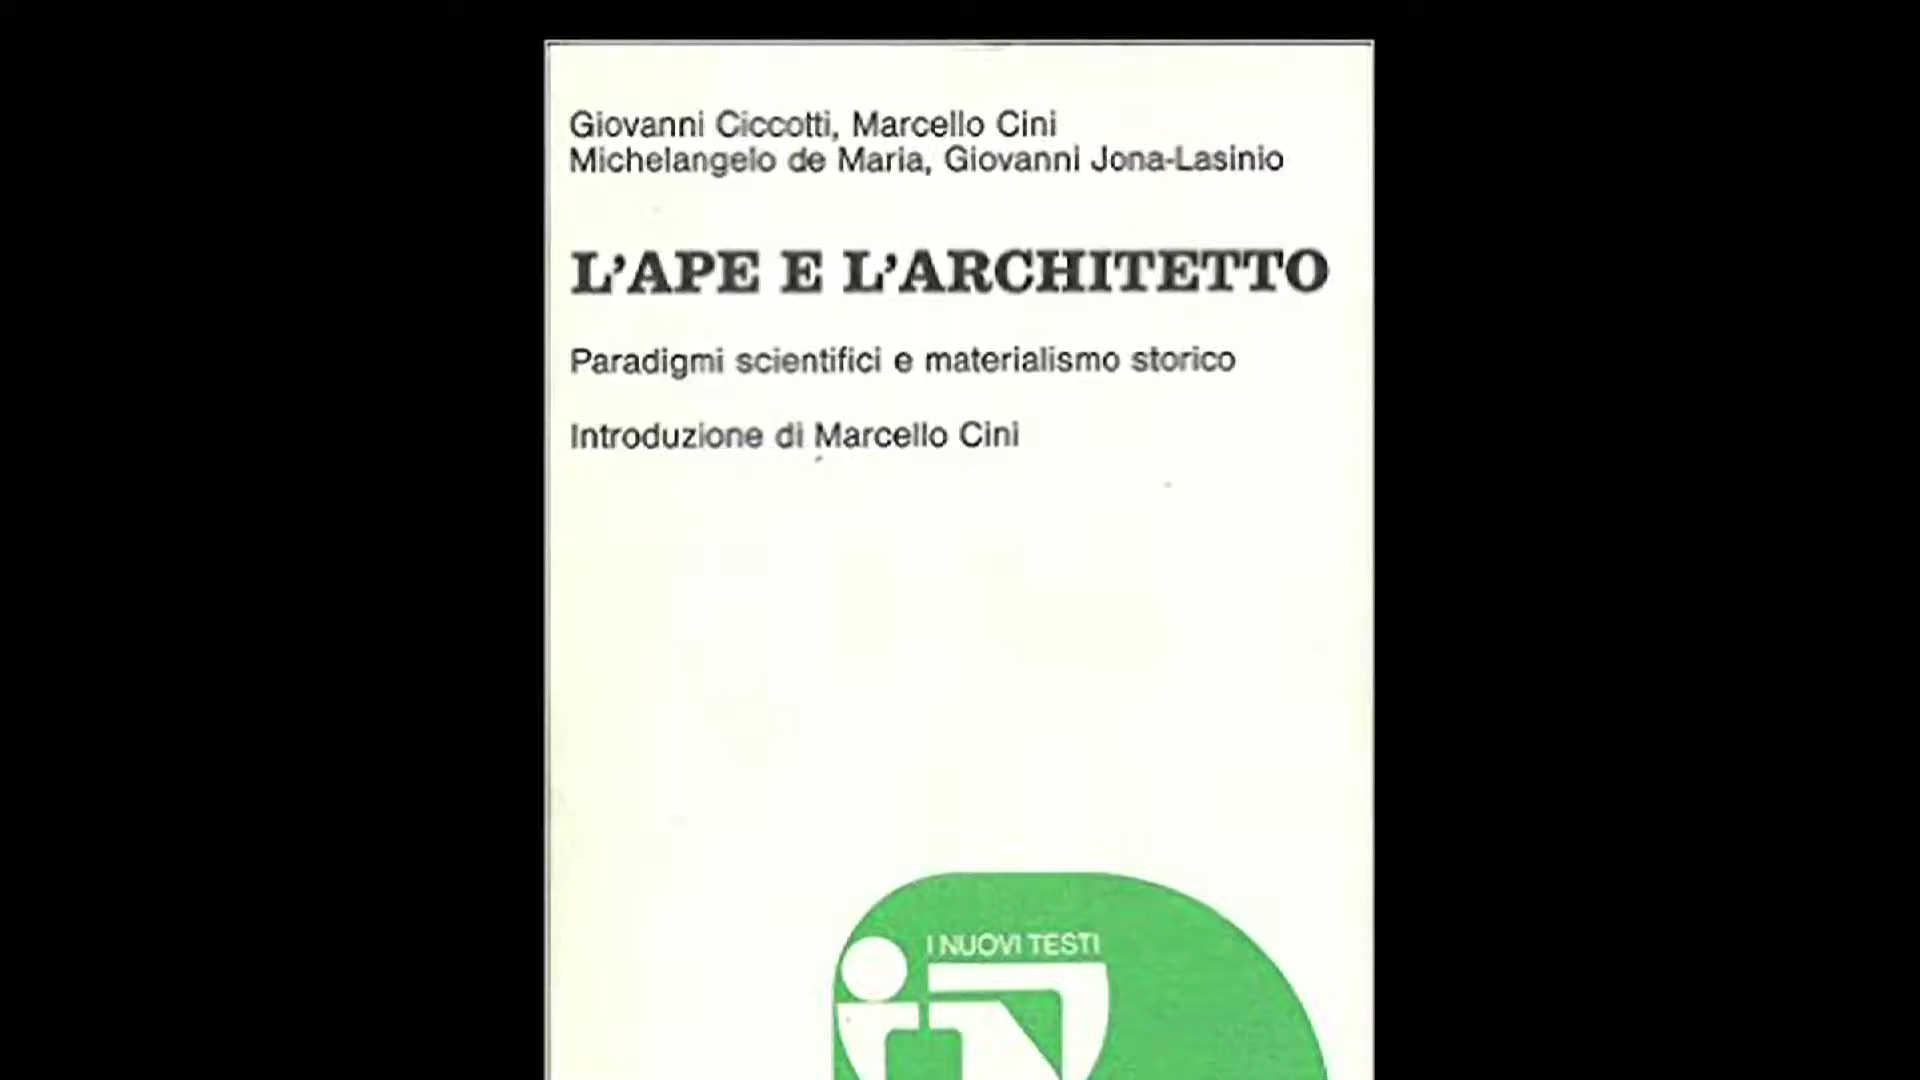 Giovanni Ciccotti, Marcello Cini
Michelangelo de Maria, Giovanni Jona-Lasinio
L'APE E L'ARCHITETTO
Paradigmi scientifici e materialismo storico
Introduzione di Marcello Cini
I NUOVI TESTI